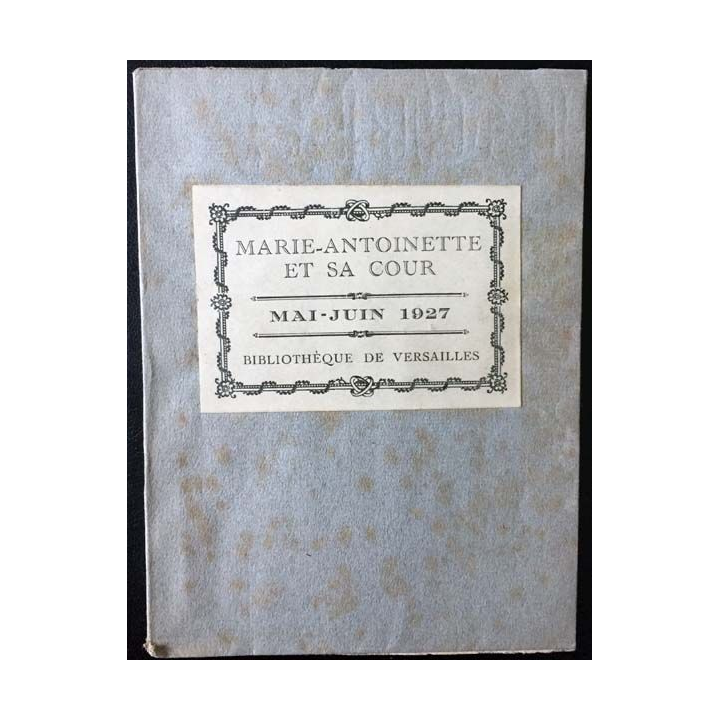 MARIE-ANTOINETTE
ET SA COUR
MAI-JUIN 1927
BIBLIOTHÈQUE DE VERSAILLES